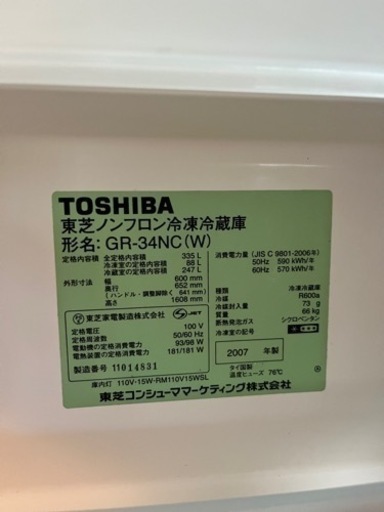 TOSHIBA
東芝ノンフロン冷凍冷蔵庫
形名: GR-34NC(W)
全定格内容積 335 L
定格内容積 冷凍室の定格内容積 88 L
冷蔵室の定格内容積 247 L
外形寸法 幅 600 mm
奥行 652 mm
(ハンドル・調整脚除く 641 mm)
高さ 1608 mm
消費電力量 (JIS C 9801-2006年)
50Hz 590 kWh/年
60Hz 570 kWh/年
種類 冷凍冷蔵庫
冷媒 R600a
冷媒封入量 73 g
質量 66 kg
断熱発泡ガス シクロペンタン
冷凍室の記号
東芝家電製造株式会社 JET
定格電圧 100 V
定格周波数 50/60 Hz
電動機の定格消費電力 93/98 W
電熱装置の定格消費電力 181/181 W
製造番号 11014831
2007 年製
タイ国製
温度ヒューズ 76℃
庫内灯 110V-15W-RM110V15WSL
東芝コンシューママーケティング株式会社